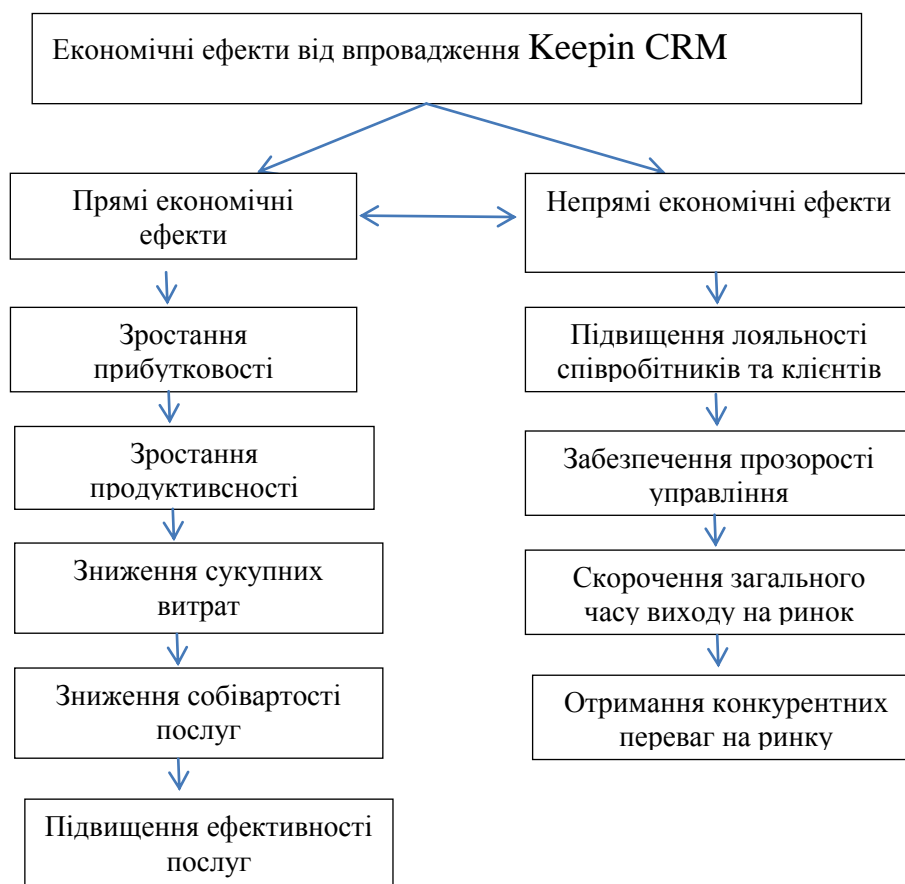 Економічні ефекти від впровадження Keepin CRM
Прямі економічні
ефекти
Непрямі економічні ефекти
Зростання
прибутковості
Підвищення лояльності
співробітників та клієнтів
Зростання
продуктивсності
Забезпечення прозорості
управління
Зниження сукупних
витрат
Скорочення загального
часу виходу на ринок
Зниження собівартості
послуг
Отримання конкурентних
переваг на ринку
Підвищення ефективності
послуг